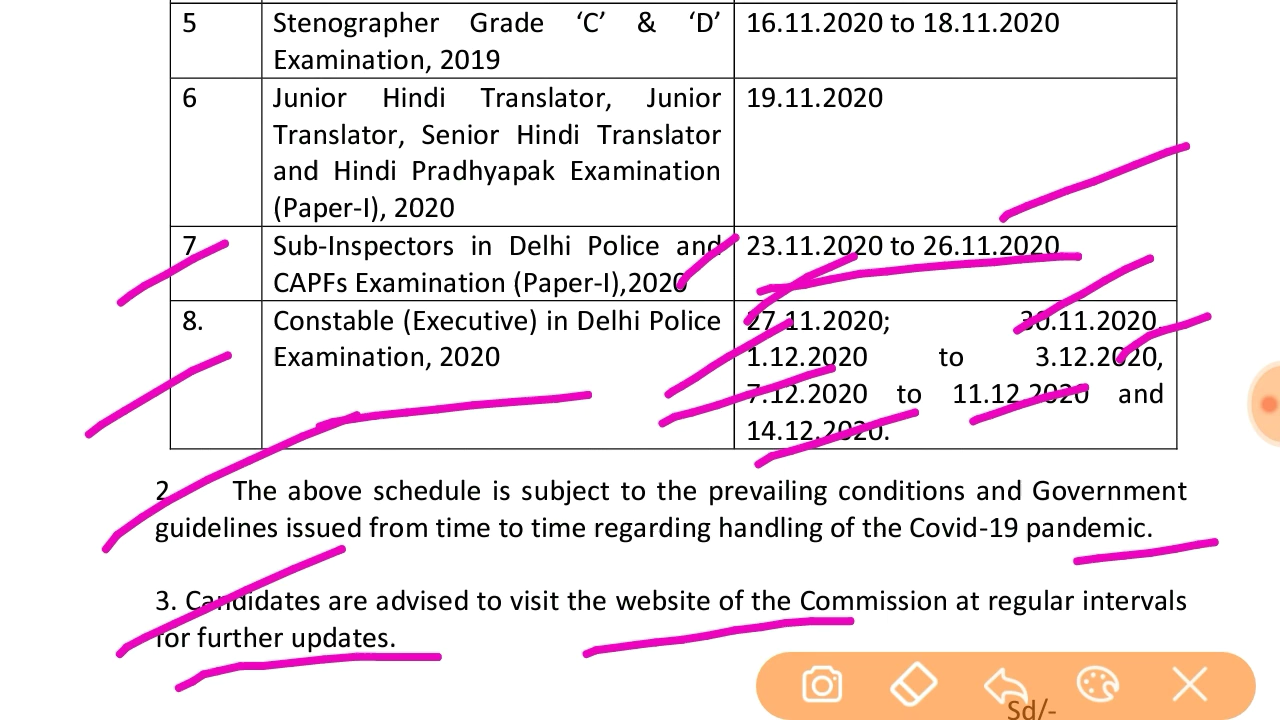 5 Stenographer Grade ‘C’ & ‘D’ 16.11.2020 to 18.11.2020
Examination, 2019
6 Junior Hindi Translator, Junior 19.11.2020
Translator, Senior Hindi Translator
and Hindi Pradhyapak Examination
(Paper-I), 2020
7 Sub-Inspectors in Delhi Police and 23.11.2020 to 26.11.2020
CAPFs Examination (Paper-I),2020
8. Constable (Executive) in Delhi Police 27.11.2020; 30.11.2020,
Examination, 2020 1.12.2020 to 3.12.2020,
7.12.2020 to 11.12.2020 and
14.12.2020.
2 The above schedule is subject to the prevailing conditions and Government
guidelines issued from time to time regarding handling of the Covid-19 pandemic.
3. Candidates are advised to visit the website of the Commission at regular intervals
for further updates.
Sd/-